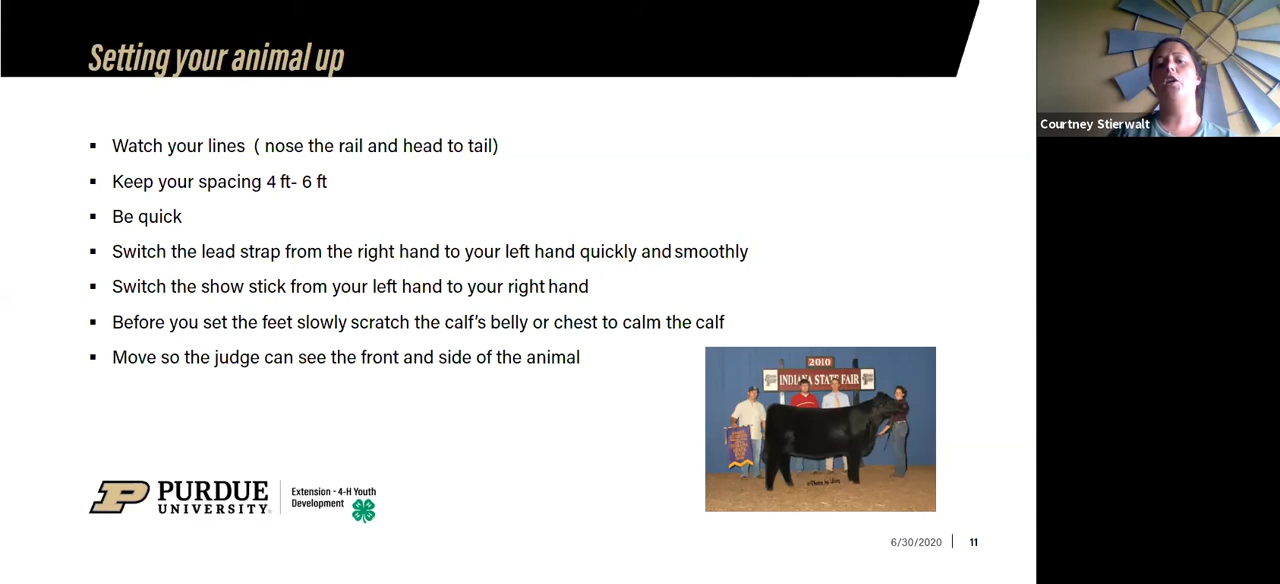 Setting your animal up
Courtney Stierwalt
▪ Watch your lines ( nose the rail and head to tail)
▪ Keep your spacing 4 ft- 6 ft
▪ Be quick
▪ Switch the lead strap from the right hand to your left hand quickly and smoothly
▪ Switch the show stick from your left hand to your right hand
▪ Before you set the feet slowly scratch the calf's belly or chest to calm the calf
▪ Move so the judge can see the front and side of the animal
2010
INDIANA STATE FAIR
PURDUE
UNIVERSITY
Extension - 4-H Youth
Development
6/30/2020 | 11